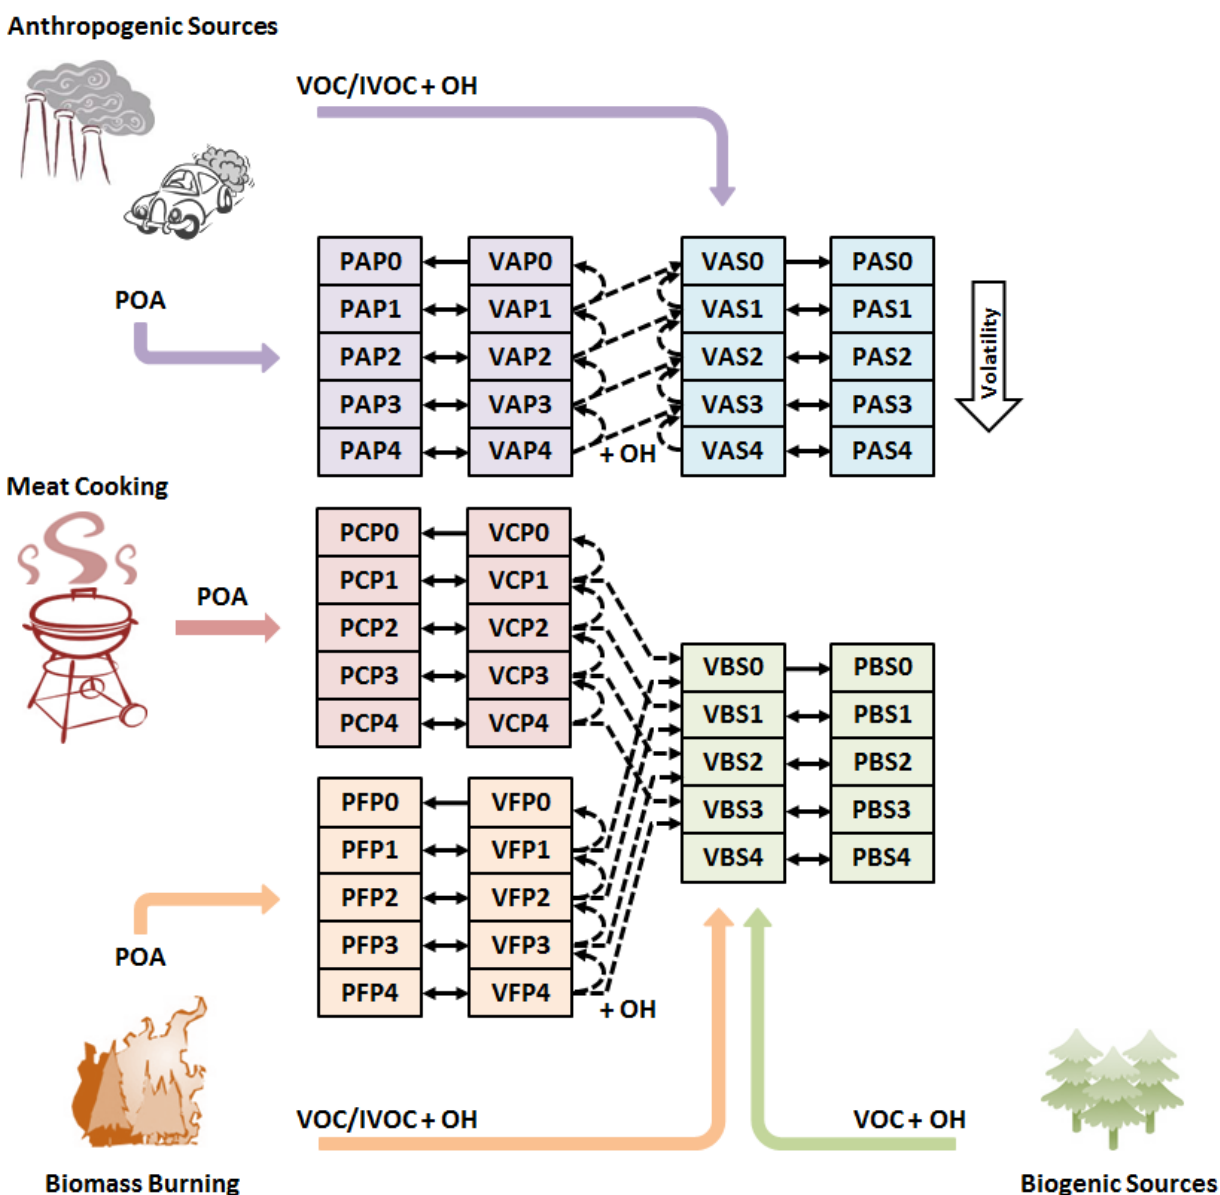 Anthropogenic Sources
VOC/IVOC + OH
POA
PAP0 VAP0 VAS0 PAS0
PAP1 VAP1 VAS1 PAS1
PAP2 VAP2 VAS2 PAS2
PAP3 VAP3 VAS3 PAS3
PAP4 VAP4 + OH VAS4 PAS4
Volatility
Meat Cooking
POA
PCP0 VCP0
PCP1 VCP1
PCP2 VCP2
PCP3 VCP3
PCP4 VCP4
VBS0 PBS0
VBS1 PBS1
VBS2 PBS2
VBS3 PBS3
VBS4 PBS4
PFP0 VFP0
PFP1 VFP1
PFP2 VFP2
PFP3 VFP3
PFP4 VFP4 + OH
POA
VOC/IVOC + OH
VOC + OH
Biomass Burning
Biogenic Sources